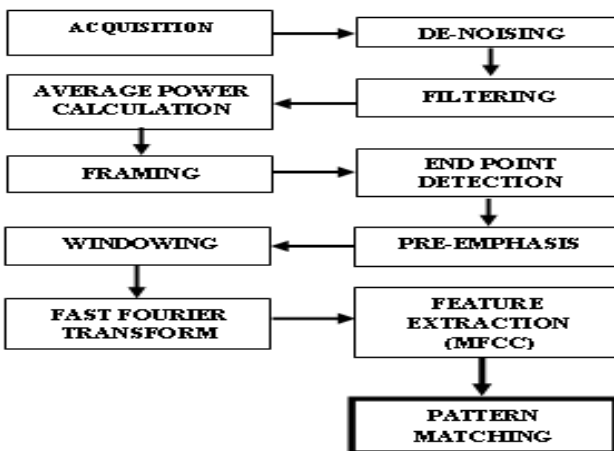 ACQUISITION
DE-NOISING
FILTERING
AVERAGE POWER
CALCULATION
FRAMING
END POINT
DETECTION
PRE-EMPHASIS
WINDOWING
FAST FOURIER
TRANSFORM
FEATURE
EXTRACTION
(MFCC)
PATTERN
MATCHING